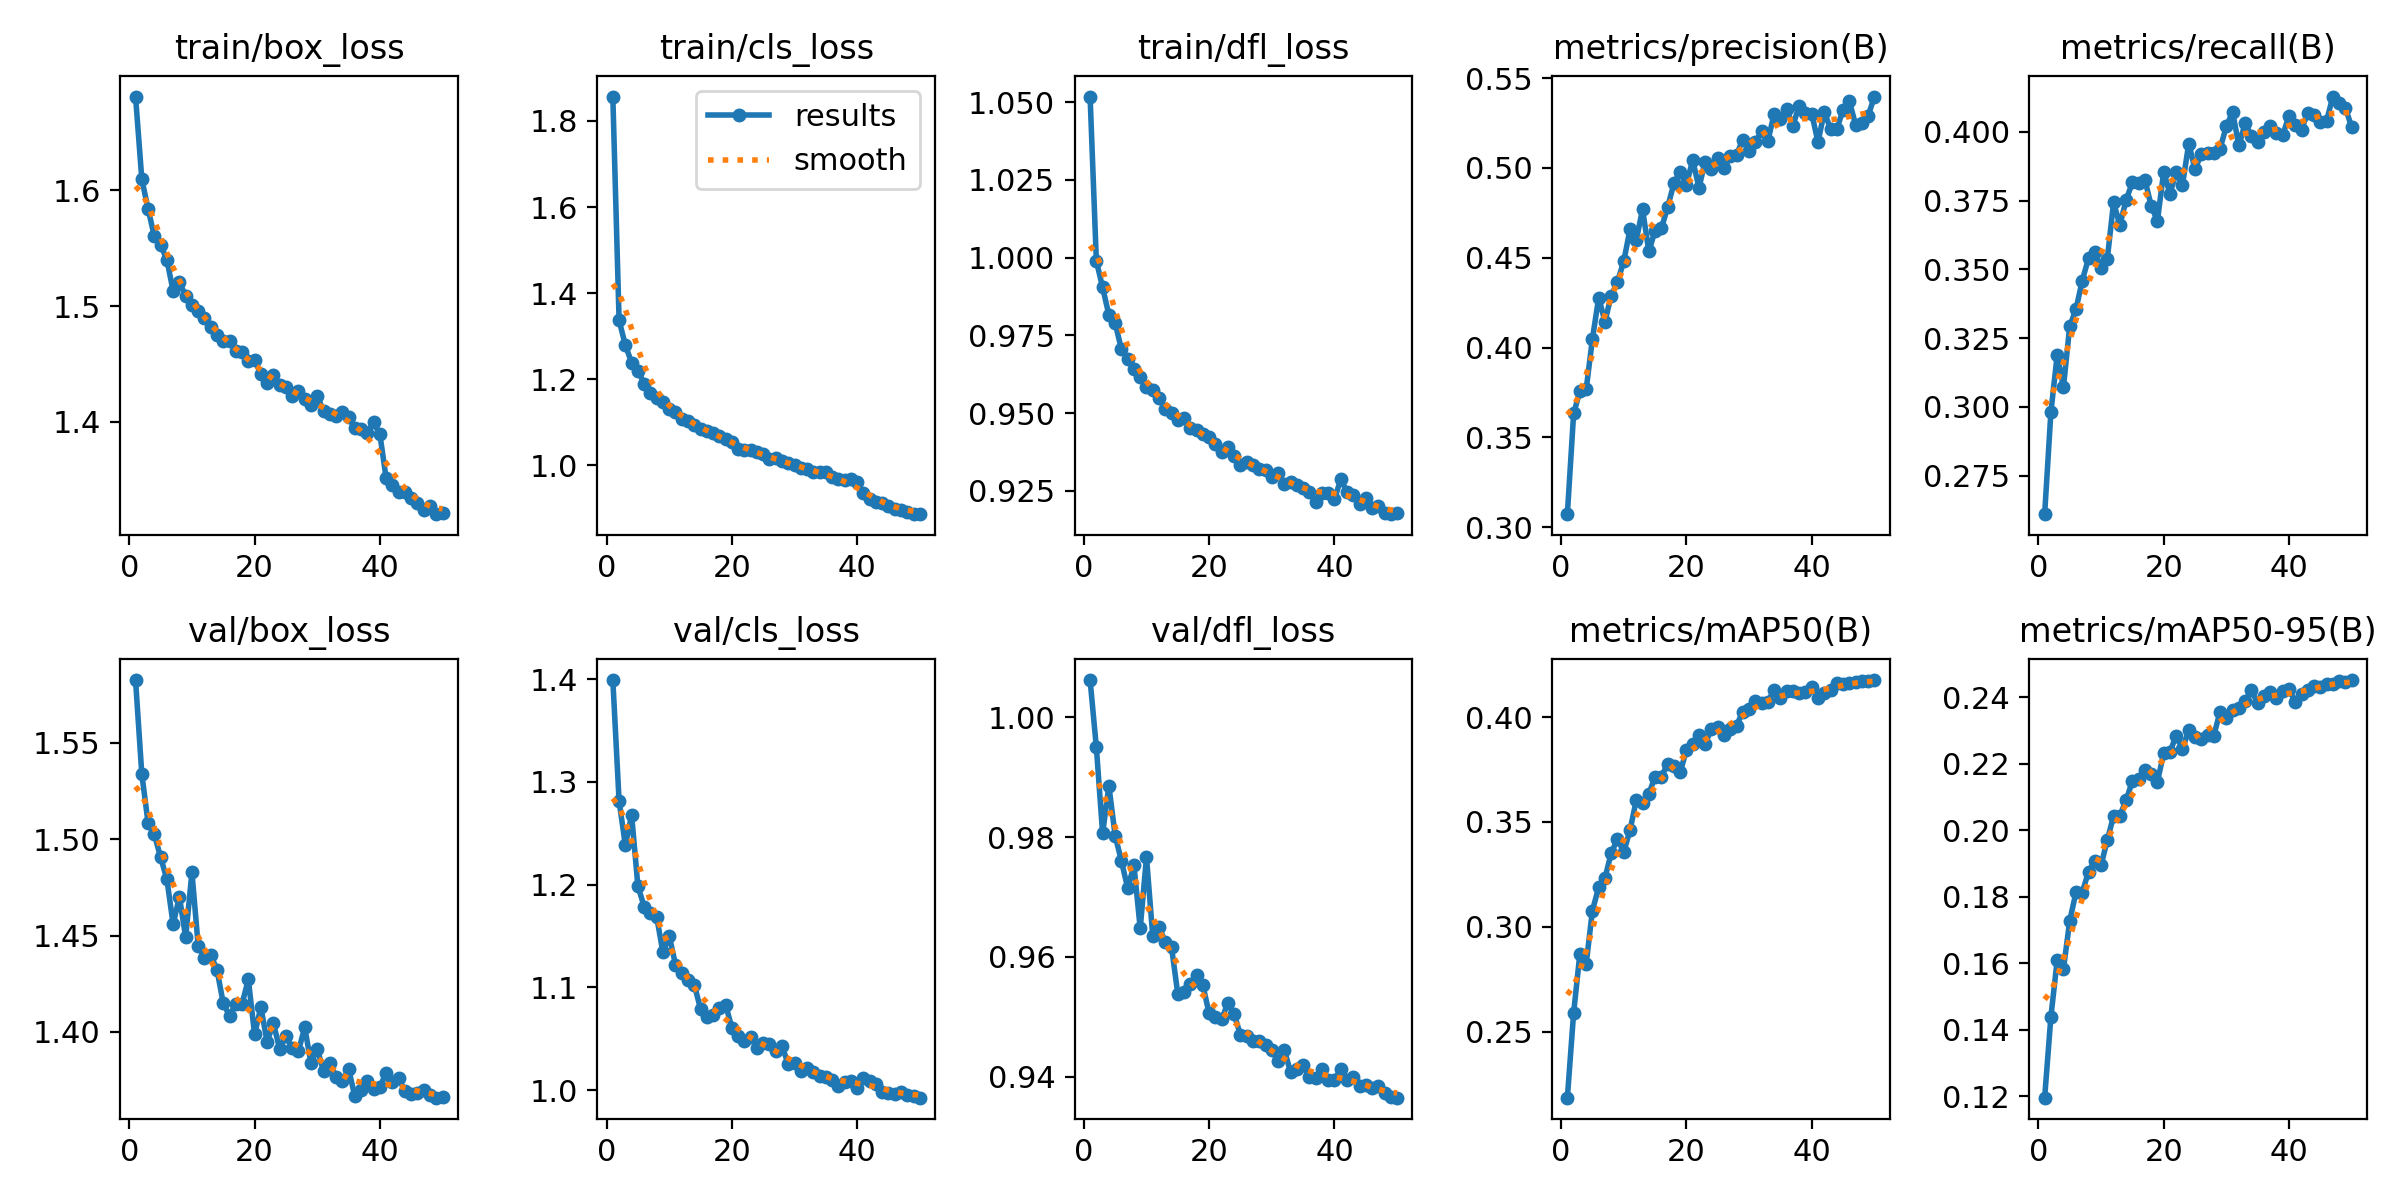 train/box_loss
1.6
1.5
1.4
0 20 40
train/cls_loss
results
smooth
1.8
1.6
1.4
1.2
1.0
0 20 40
train/dfl_loss
1.050
1.025
1.000
0.975
0.950
0.925
0 20 40
metrics/precision(B)
0.55
0.50
0.45
0.40
0.35
0.30
0 20 40
metrics/recall(B)
0.400
0.375
0.350
0.325
0.300
0.275
0 20 40
val/box_loss
1.55
1.50
1.45
1.40
0 20 40
val/cls_loss
1.4
1.3
1.2
1.1
1.0
0 20 40
val/dfl_loss
1.00
0.98
0.96
0.94
0 20 40
metrics/mAP50(B)
0.40
0.35
0.30
0.25
0 20 40
metrics/mAP50-95(B)
0.24
0.22
0.20
0.18
0.16
0.14
0.12
0 20 40